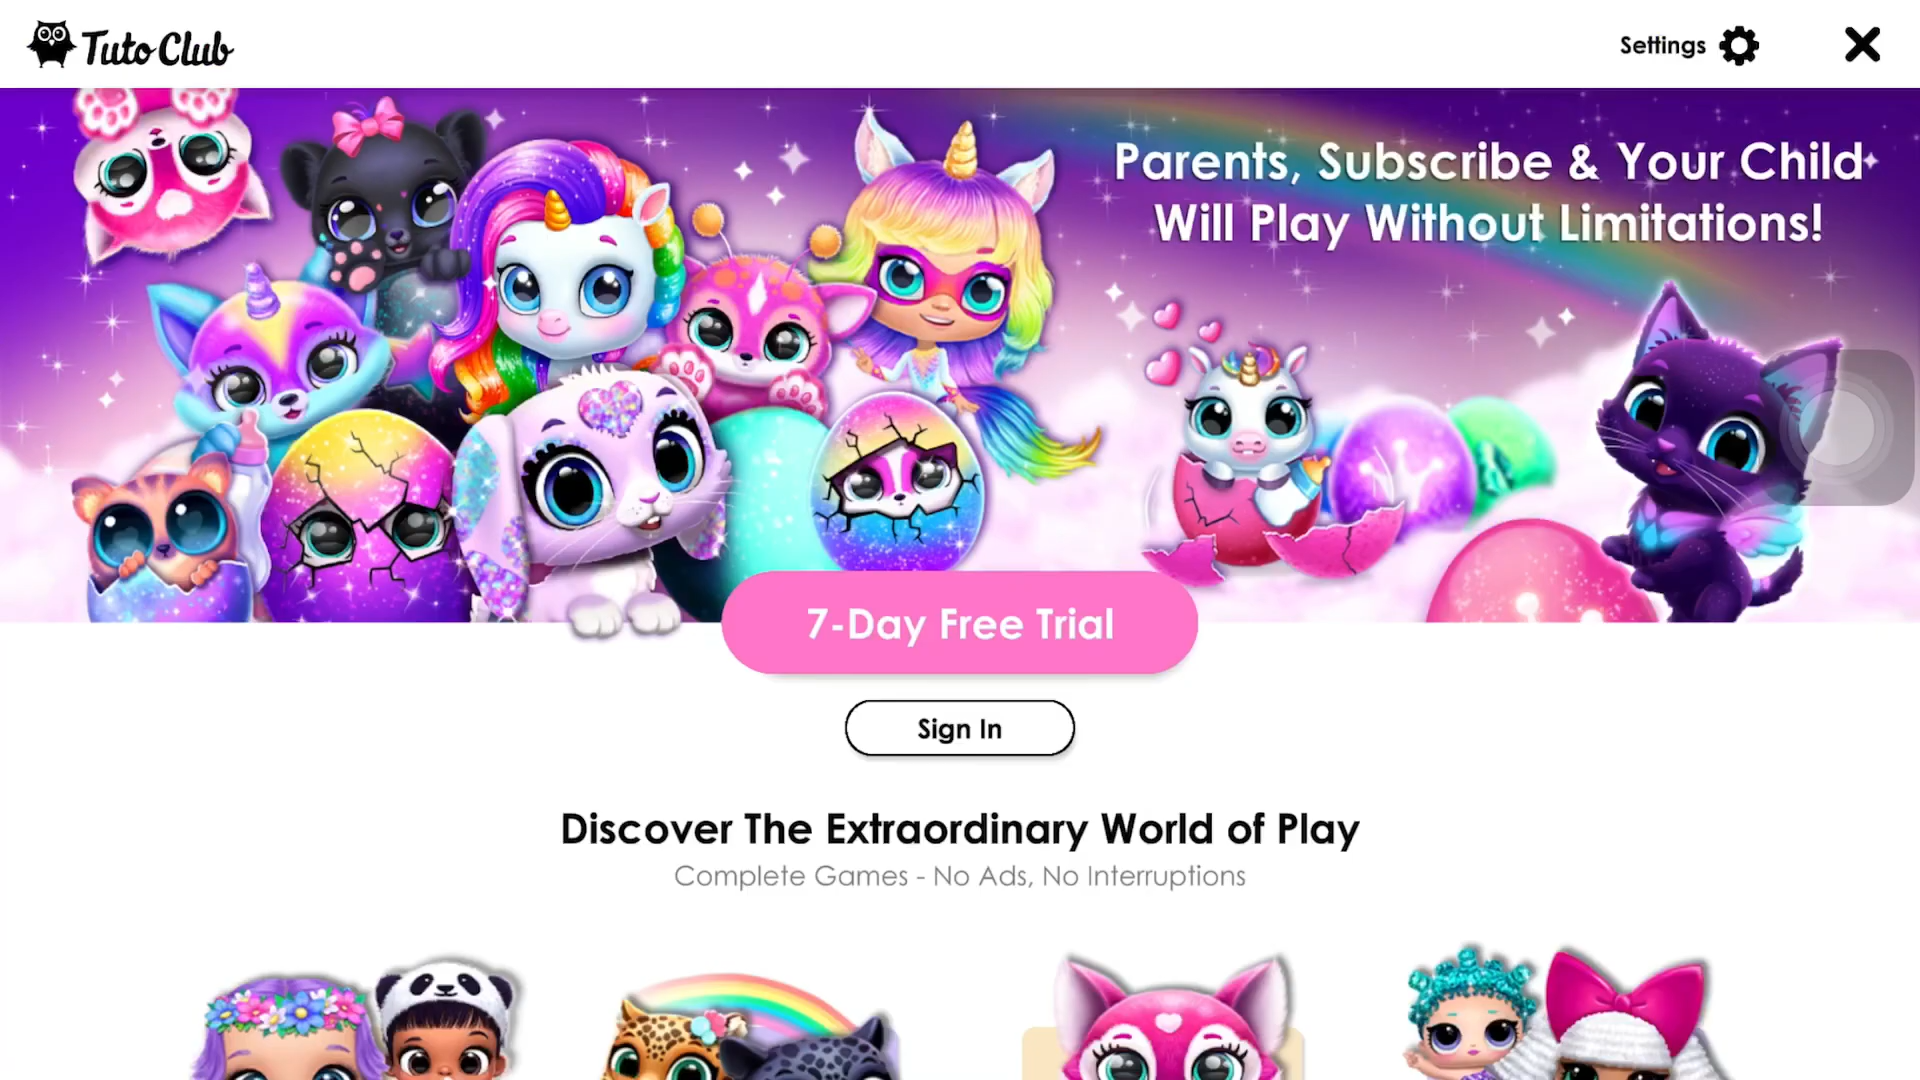 Tuto Club
Settings
Parents, Subscribe & Your Child
Will Play Without Limitations!
7-Day Free Trial
Sign In
Discover The Extraordinary World of Play
Complete Games - No Ads, No Interruptions